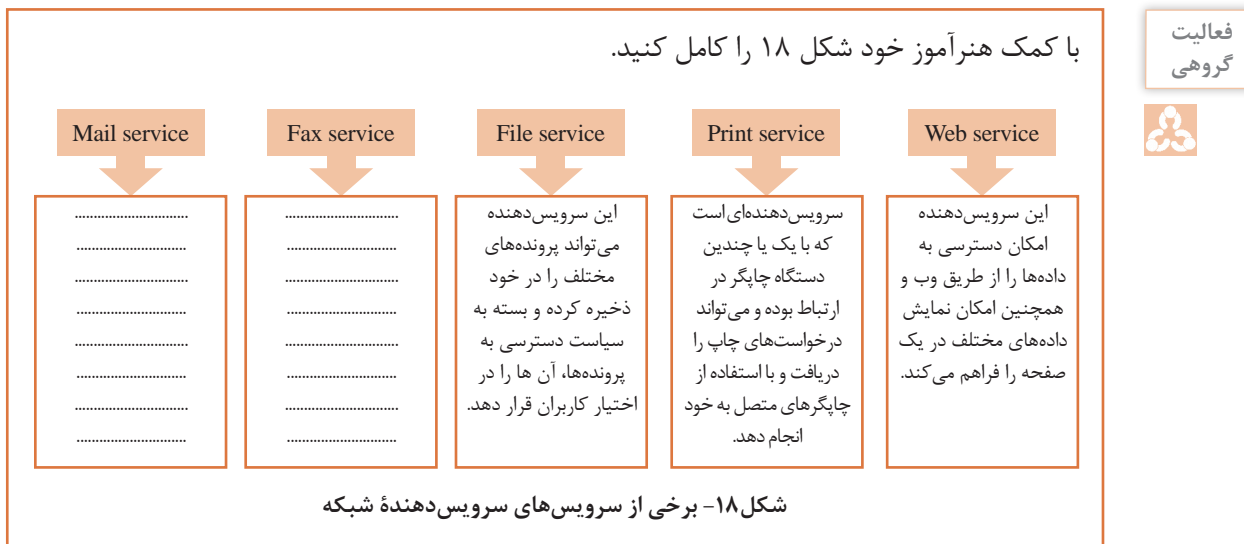 فعالیت
گروهی
با کمک هنرآموز خود شکل ۱۸ را کامل کنید.
Web service
این سرویس‌دهنده
امکان دسترسی به
داده‌ها را از طریق وب و
همچنین امکان نمایش
داده‌های مختلف در یک
صفحه را فراهم می‌کند.
Print service
سرویس‌دهنده‌ای است
که با یک یا چندین
دستگاه چاپگر در
ارتباط بوده و می‌تواند
درخواست‌های چاپ را
دریافت و با استفاده از
چاپگرهای متصل به خود
انجام دهد.
File service
این سرویس‌دهنده
می‌تواند پرونده‌های
مختلف را در خود
ذخیره کرده و بسته به
سیاست دسترسی به
پرونده‌ها، آن ها را در
اختیار کاربران قرار دهد.
Fax service
..............................
..............................
..............................
..............................
..............................
..............................
..............................
..............................
Mail service
..............................
..............................
..............................
..............................
..............................
..............................
..............................
..............................
شکل۱۸- برخی از سرویس‌های سرویس‌دهندهٔ شبکه